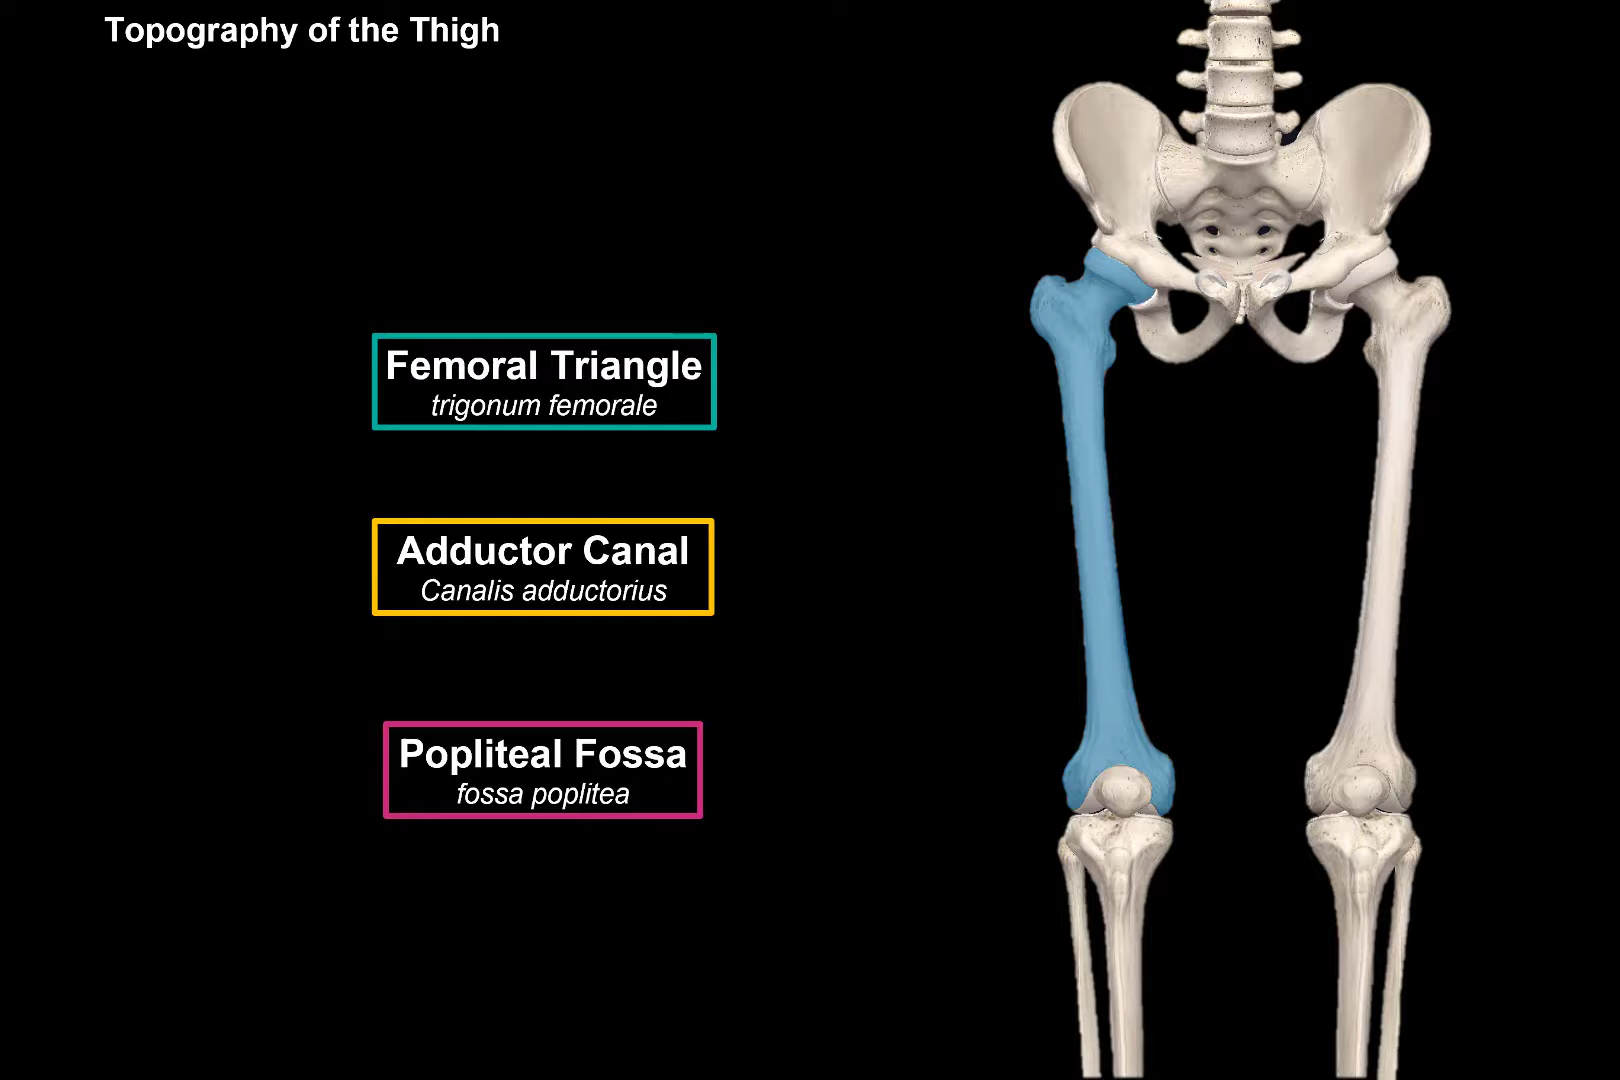 Topography of the Thigh
Femoral Triangle
trigonum femorale
Adductor Canal
Canalis adductorius
Popliteal Fossa
fossa poplitea